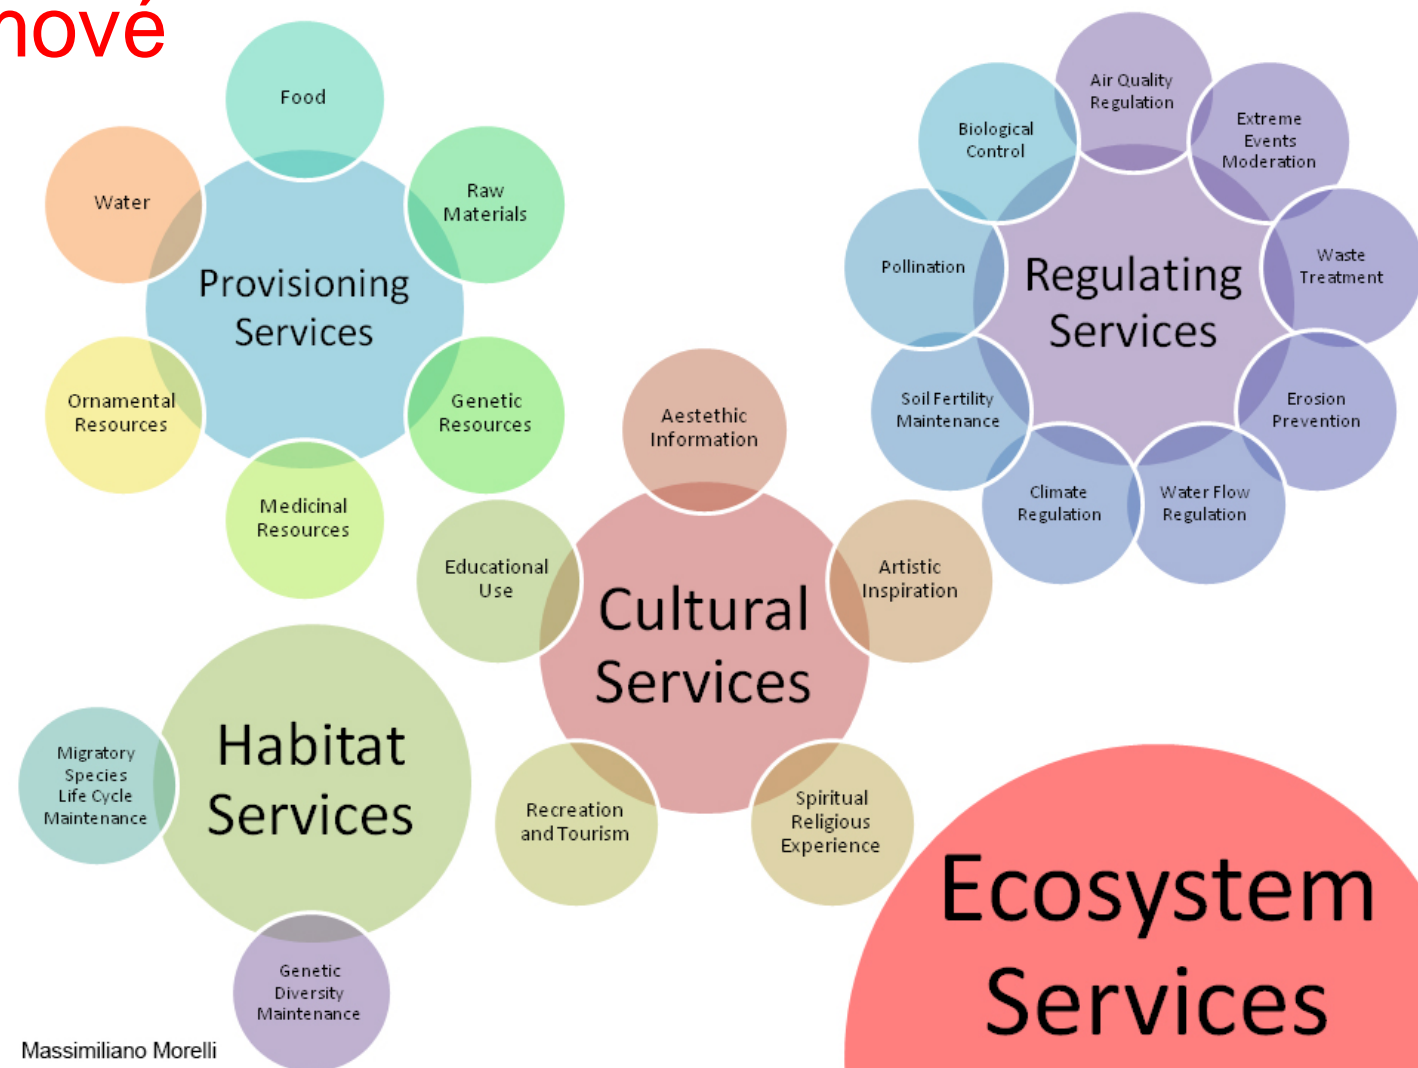 nové
Food
Water
Raw
Materials
Provisioning
Services
Ornamental
Resources
Genetic
Resources
Medicinal
Resources
Air Quality
Regulation
Biological
Control
Extreme
Events
Moderation
Pollination
Waste
Treatment
Regulating
Services
Soil Fertility
Maintenance
Erosion
Prevention
Climate
Regulation
Water Flow
Regulation
Aestethic
Information
Educational
Use
Artistic
Inspiration
Cultural
Services
Recreation
and Tourism
Spiritual
Religious
Experience
Habitat
Services
Migratory
Species
Life Cycle
Maintenance
Genetic
Diversity
Maintenance
Ecosystem
Services
Massimiliano Morelli